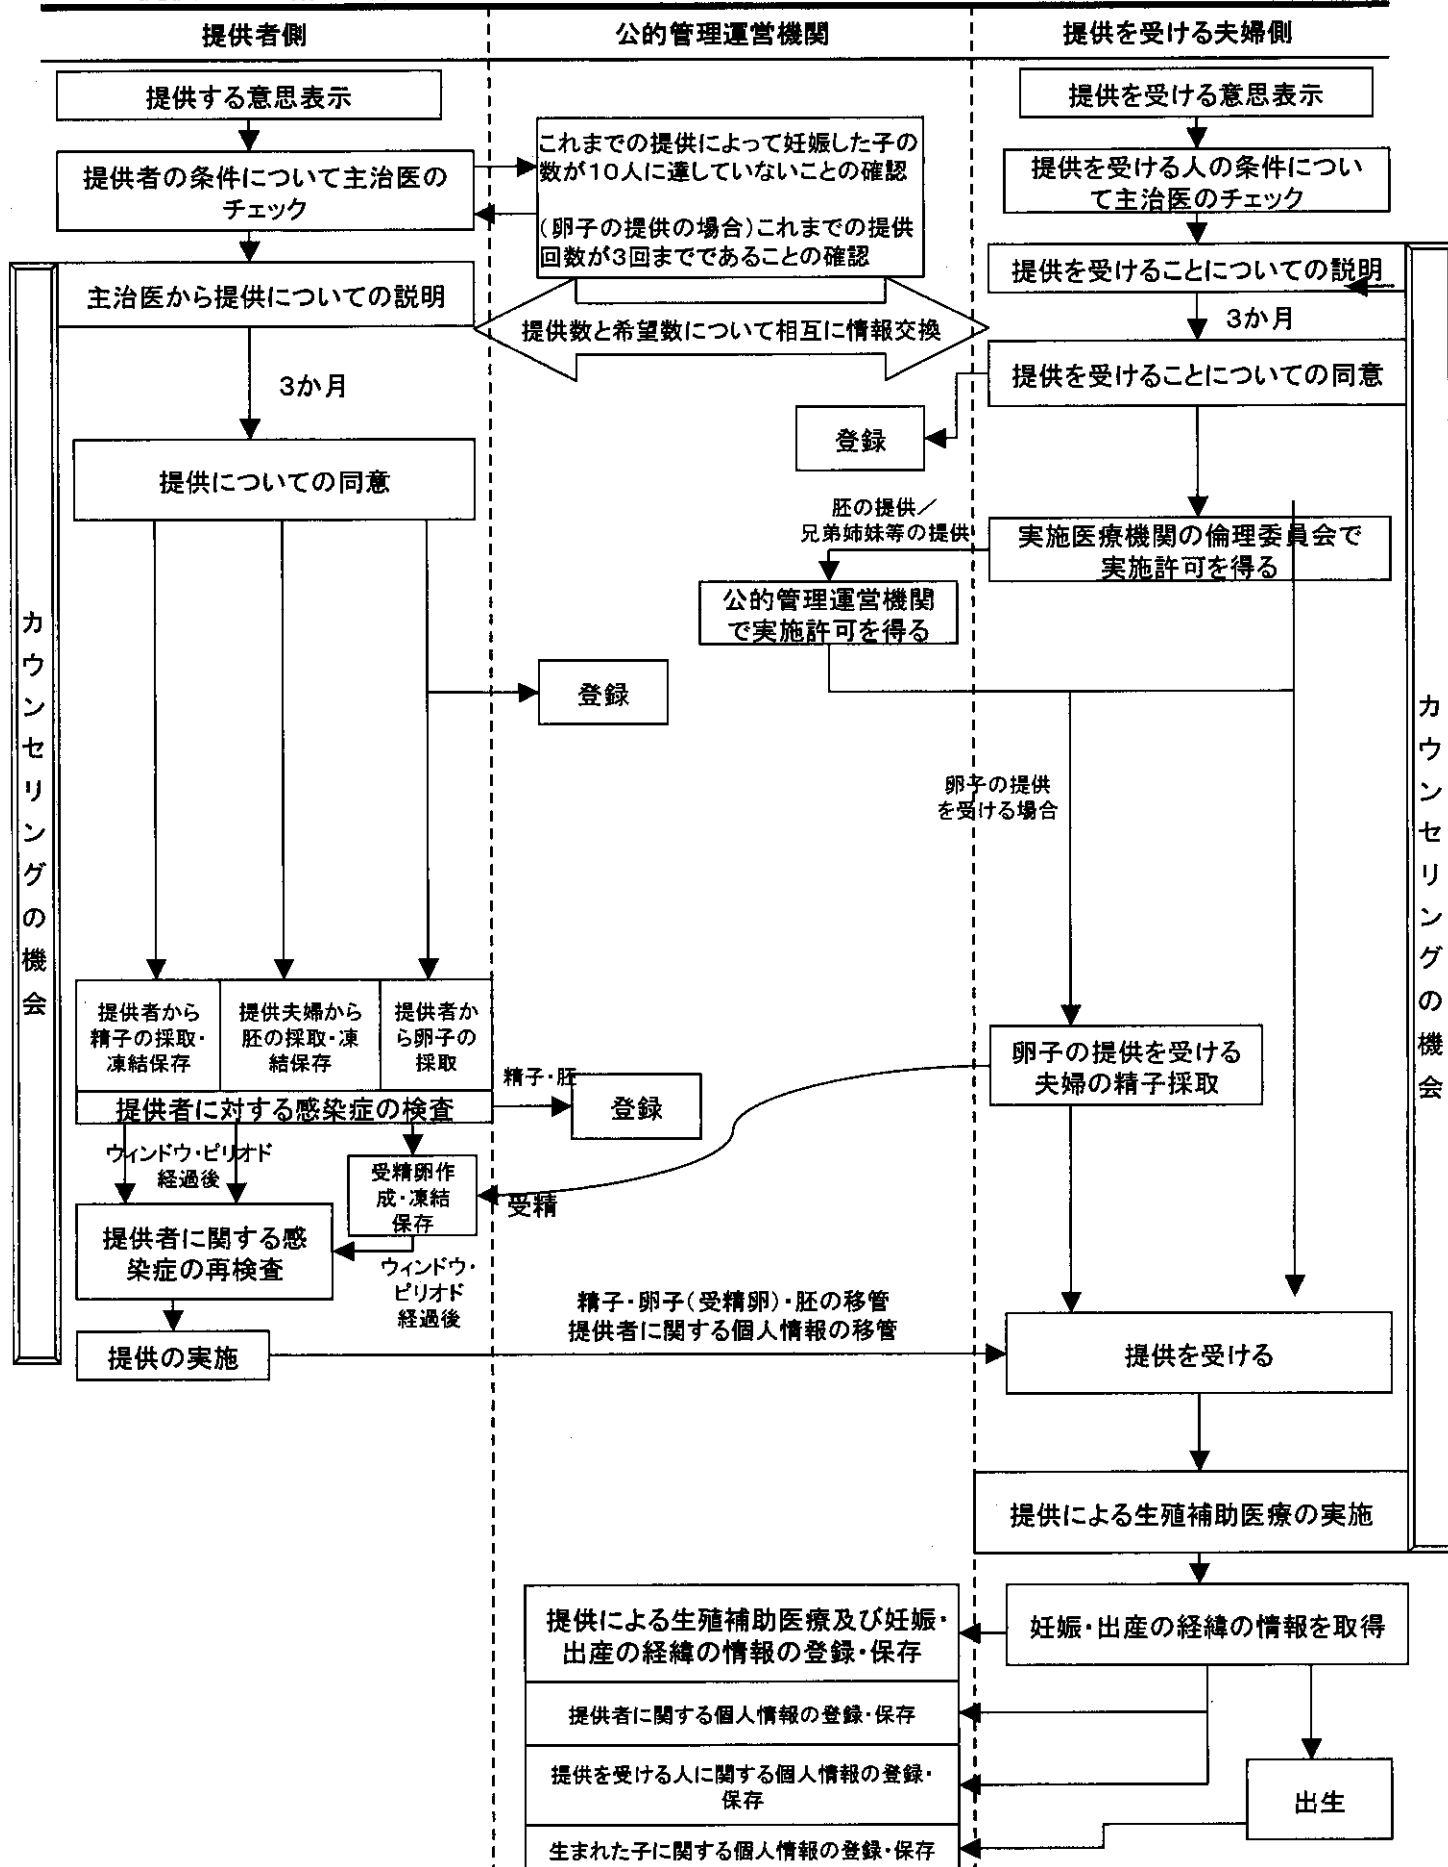 提供者側
公的管理運営機関
提供を受ける夫婦側
提供する意思表示
提供を受ける意思表示
提供者の条件について主治医の
チェック
これまでの提供によって妊娠した子の
数が10人に達していないことの確認
(卵子の提供の場合)これまでの提供
回数が3回までであることの確認
提供を受ける人の条件につい
て主治医のチェック
主治医から提供についての説明
提供数と希望数について相互に情報交換
提供を受けることについての説明
3か月
3か月
提供を受けることについての同意
登録
提供についての同意
胚の提供/
兄弟姉妹等の提供
実施医療機関の倫理委員会で
実施許可を得る
公的管理運営機関
で実施許可を得る
登録
カウンセリングの機会
カウンセリングの機会
卵子の提供
を受ける場合
提供者から
精子の採取・
凍結保存
提供夫婦から
胚の採取・凍
結保存
提供者か
ら卵子の
採取
卵子の提供を受ける
夫婦の精子採取
提供者に対する感染症の検査
精子・胚
登録
ウィンドウ・ピリオド
経過後
受精卵作
成・凍結
保存
受精
提供者に関する感
染症の再検査
ウィンドウ・
ピリオド
経過後
精子・卵子(受精卵)・胚の移管
提供者に関する個人情報の移管
提供の実施
提供を受ける
提供による生殖補助医療の実施
提供による生殖補助医療及び妊娠・
出産の経緯の情報の登録・保存
妊娠・出産の経緯の情報を取得
提供者に関する個人情報の登録・保存
提供を受ける人に関する個人情報の登録・
保存
出生
生まれた子に関する個人情報の登録・保存